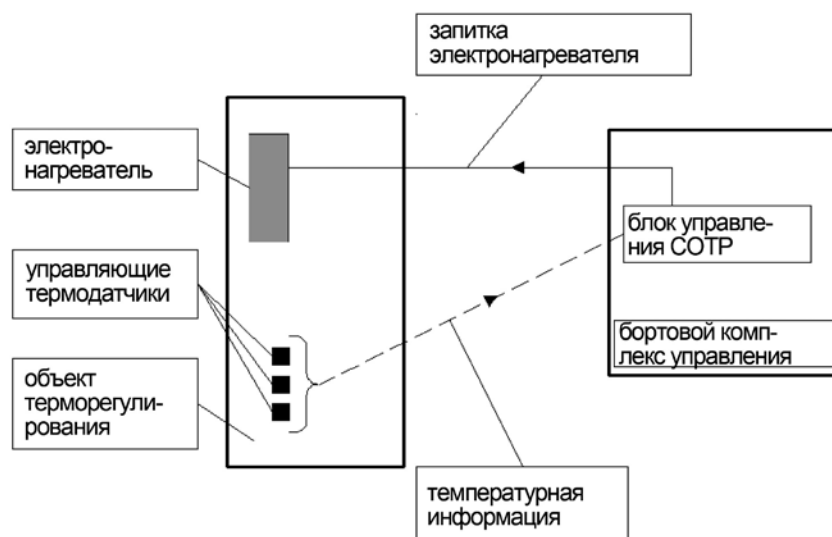 запитка
электронагревателя
электро-
нагреватель
блок управле-
ния СОТР
управляющие
термодатчики
бортовой комп-
лекс управления
объект
терморегули-
рования
температурная
информация